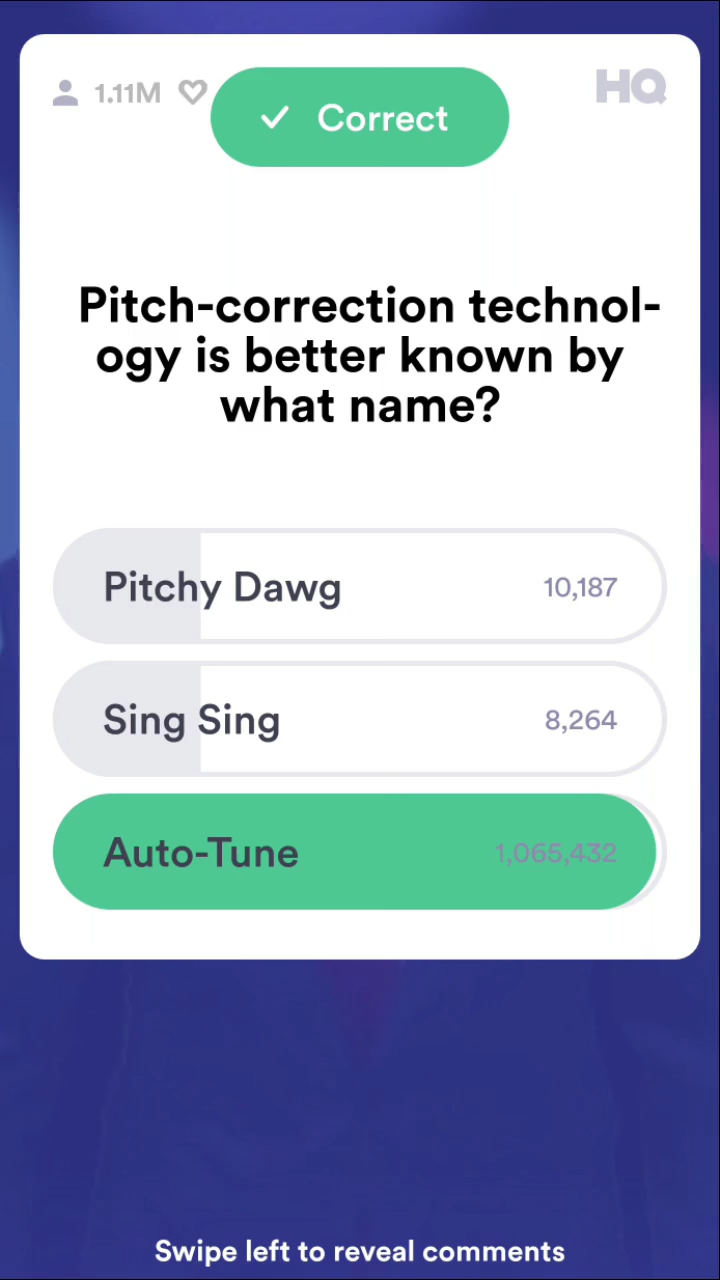 1.11M
HQ
Correct
Pitch-correction technol-
ogy is better known by
what name?
Pitchy Dawg 10,187
Sing Sing 8,264
Auto-Tune 1,065,432
Swipe left to reveal comments